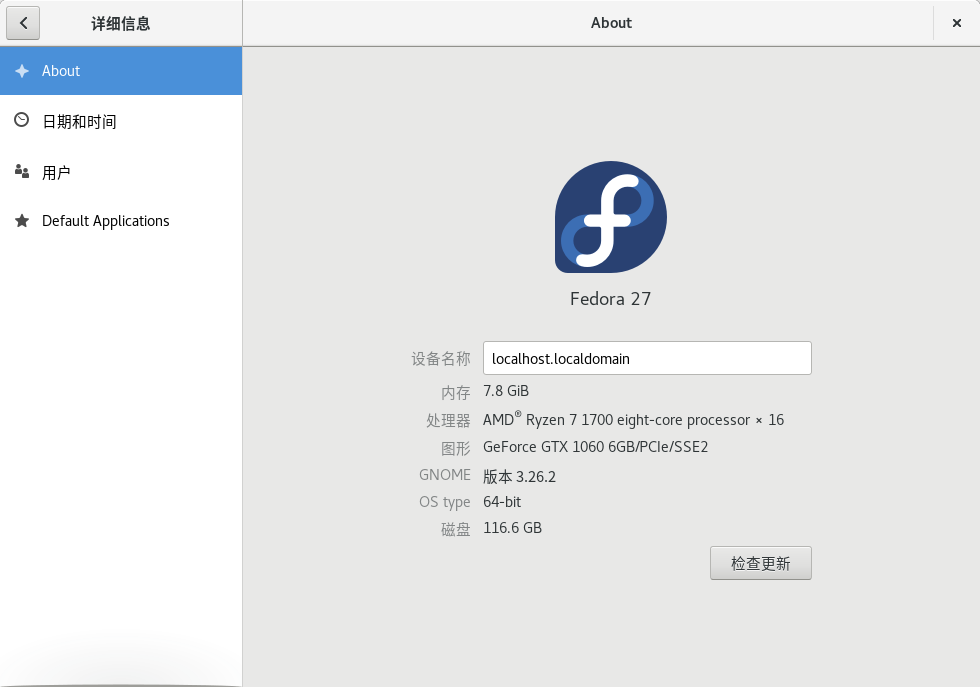 详细信息
About
About
日期和时间
用户
Default Applications
Fedora 27
设备名称 localhost.localdomain
内存 7.8 GiB
处理器 AMD® Ryzen 7 1700 eight-core processor × 16
图形 GeForce GTX 1060 6GB/PCIe/SSE2
GNOME 版本 3.26.2
OS type 64-bit
磁盘 116.6 GB
检查更新